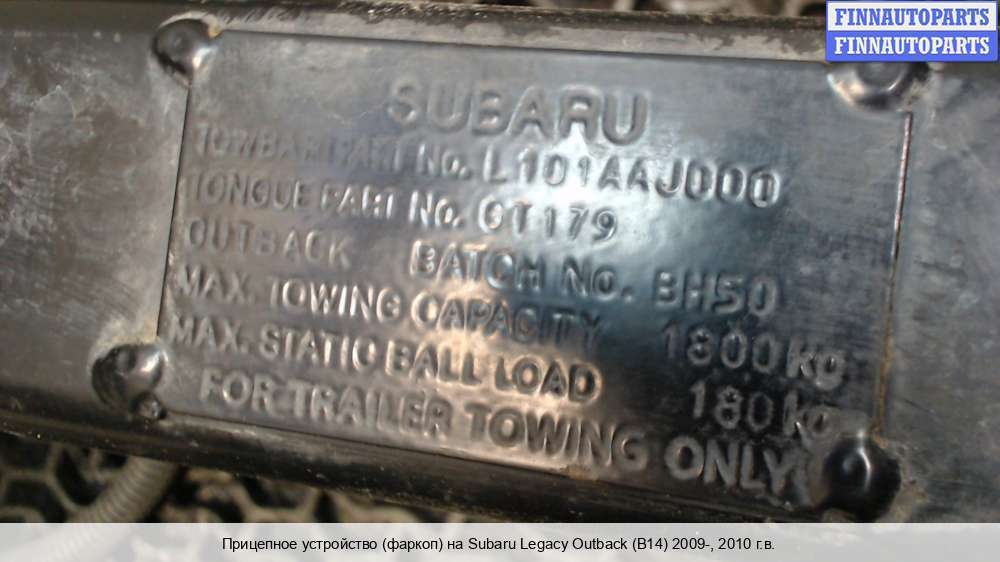 FINNAUTOPARTS
FINNAUTOPARTS
SUBARU
TOWBAR PART No. L101AAJ000
TONGUE PART No. GT179
OUTBACK BATCH No. BH50
MAX. TOWING CAPACITY 1800KG
MAX. STATIC BALL LOAD 180KG
FOR TRAILER TOWING ONLY
Прицепное устройство (фаркоп) на Subaru Legacy Outback (B14) 2009-, 2010 г.в.